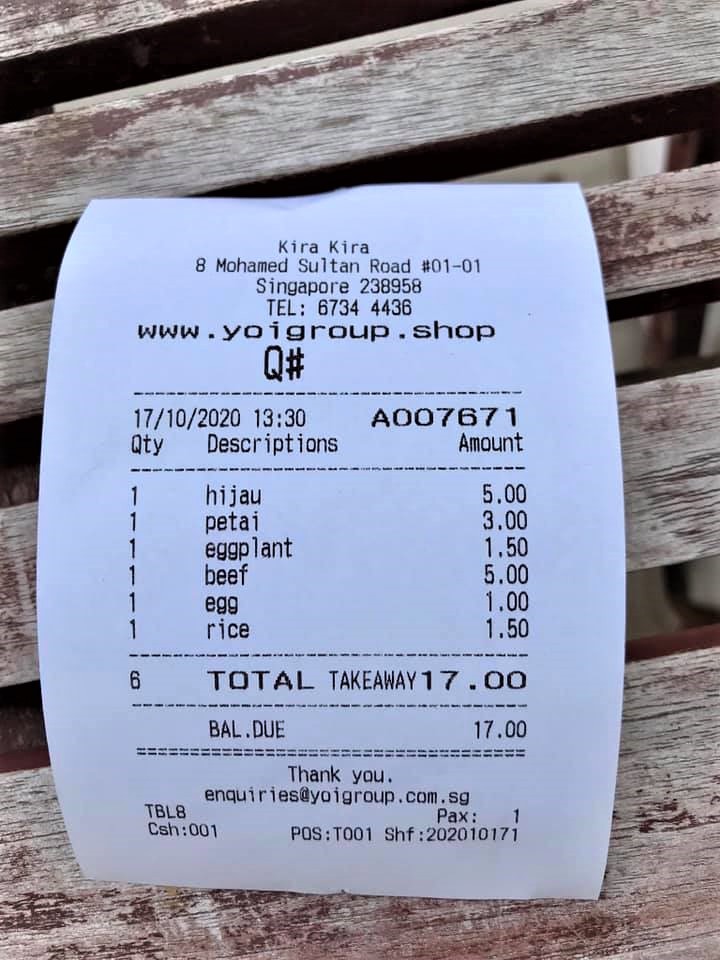 Kira Kira
8 Mohamed Sultan Road #01-01
Singapore 238958
TEL: 6734 4436
www.yoigroup.shop
Q#
17/10/2020 13:30 A007671
Qty Descriptions Amount
1 hijau 5.00
1 petai 3.00
1 eggplant 1.50
1 beef 5.00
1 egg 1.00
1 rice 1.50
6 TOTAL TAKEAWAY 17.00
BAL.DUE 17.00
Thank you.
enquiries@yoigroup.com.sg
TBL8 Pax: 1
Csh:001 POS:T001 Shf:202010171